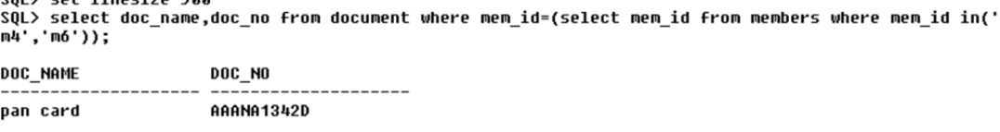 SQL> set linesize 500
SQL> select doc_name,doc_no from document where mem_id=(select mem_id from members where mem_id in('
m4','m6'));
DOC_NAME DOC_NO
-------------------- --------------------
pan card AAANA1342D